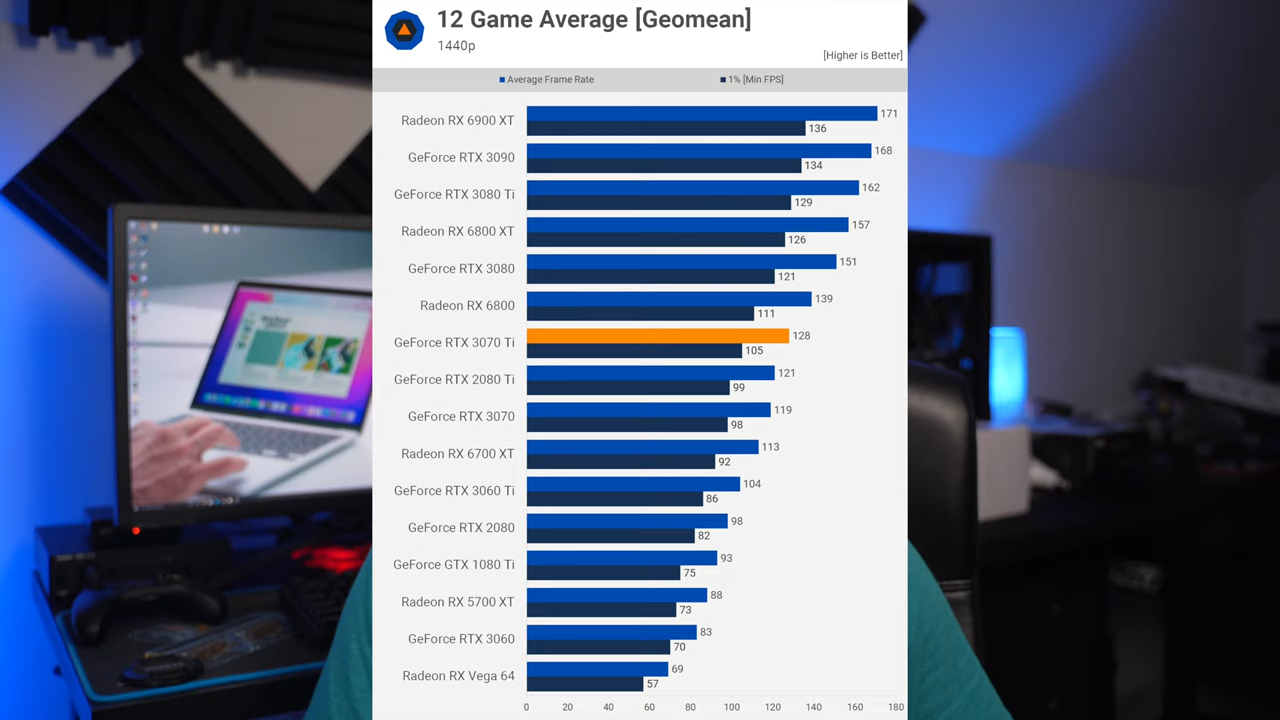 12 Game Average [Geomean]
1440p
[Higher is Better]
Average Frame Rate 1% [Min FPS]
Radeon RX 6900 XT 171
136
GeForce RTX 3090 168
134
GeForce RTX 3080 Ti 162
129
Radeon RX 6800 XT 157
126
GeForce RTX 3080 151
121
Radeon RX 6800 139
111
GeForce RTX 3070 Ti 128
105
GeForce RTX 2080 Ti 121
99
GeForce RTX 3070 119
98
Radeon RX 6700 XT 113
92
GeForce RTX 3060 Ti 104
86
GeForce RTX 2080 98
82
GeForce GTX 1080 Ti 93
75
Radeon RX 5700 XT 88
73
GeForce RTX 3060 83
70
Radeon RX Vega 64 69
57
0 20 40 60 80 100 120 140 160 180